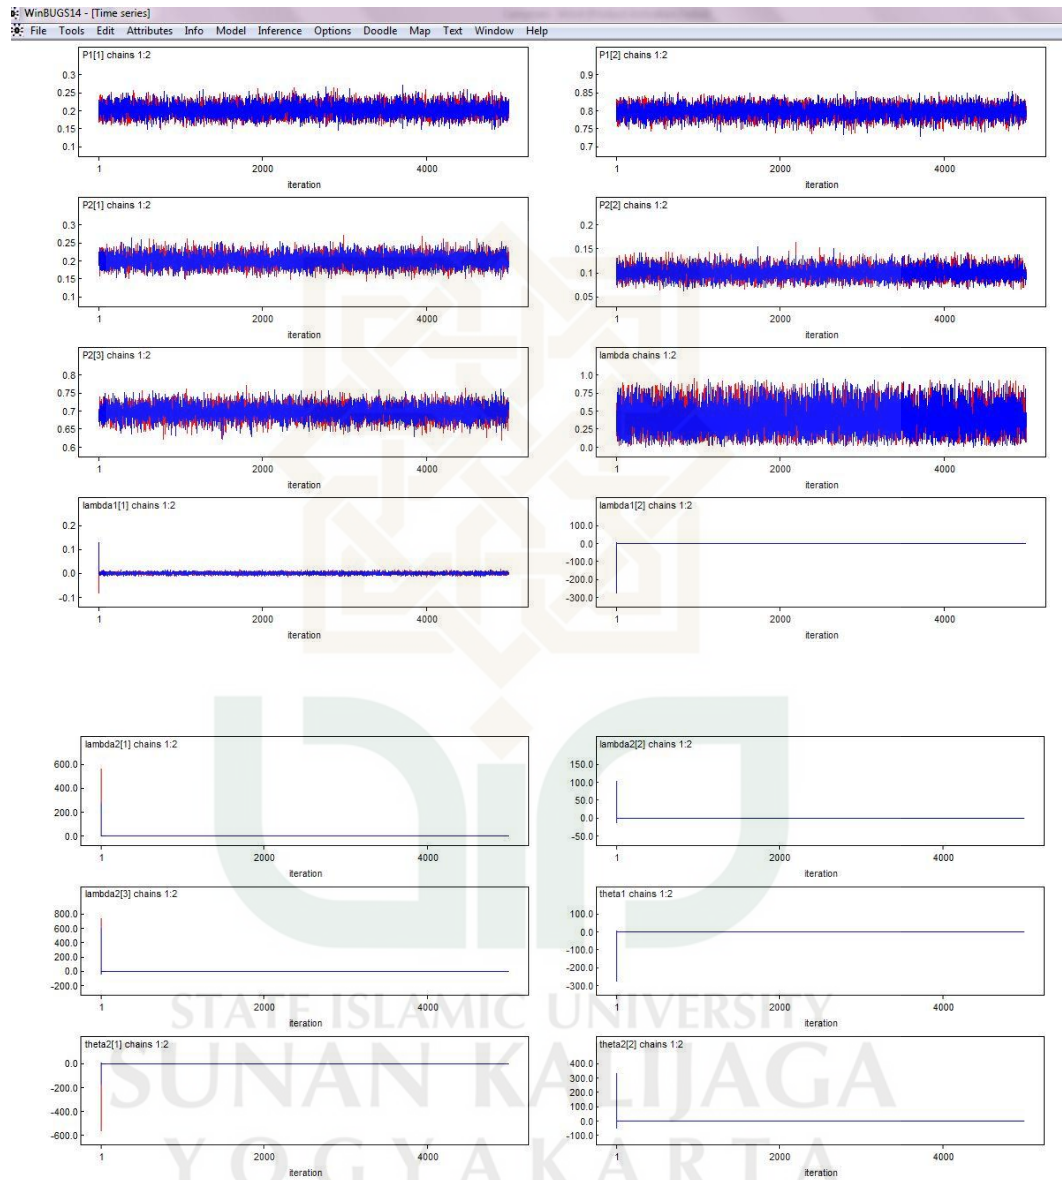 WinBUGS14 - [Time series]
File Tools Edit Attributes Info Model Inference Options Doodle Map Text Window Help
P1[1] chains 1:2
0.3
0.25
0.2
0.15
0.1
1 2000 4000
iteration
P1[2] chains 1:2
0.9
0.85
0.8
0.75
0.7
1 2000 4000
iteration
P2[1] chains 1:2
0.3
0.25
0.2
0.15
0.1
1 2000 4000
iteration
P2[2] chains 1:2
0.2
0.15
0.1
0.05
1 2000 4000
iteration
P2[3] chains 1:2
0.8
0.75
0.7
0.65
0.6
1 2000 4000
iteration
lambda chains 1:2
1.0
0.75
0.5
0.25
0.0
1 2000 4000
iteration
lambda1[1] chains 1:2
0.2
0.1
0.0
-0.1
1 2000 4000
iteration
lambda1[2] chains 1:2
100.0
0.0
-100.0
-200.0
-300.0
1 2000 4000
iteration
lambda2[1] chains 1:2
600.0
400.0
200.0
0.0
1 2000 4000
iteration
lambda2[2] chains 1:2
150.0
100.0
50.0
0.0
-50.0
1 2000 4000
iteration
lambda2[3] chains 1:2
800.0
600.0
400.0
200.0
0.0
-200.0
1 2000 4000
iteration
theta1 chains 1:2
100.0
0.0
-100.0
-200.0
-300.0
1 2000 4000
iteration
theta2[1] chains 1:2
0.0
-200.0
-400.0
-600.0
1 2000 4000
iteration
theta2[2] chains 1:2
400.0
300.0
200.0
100.0
0.0
-100.0
1 2000 4000
iteration
STATE ISLAMIC UNIVERSITY
SUNAN KALIJAGA
YOGYAKARTA